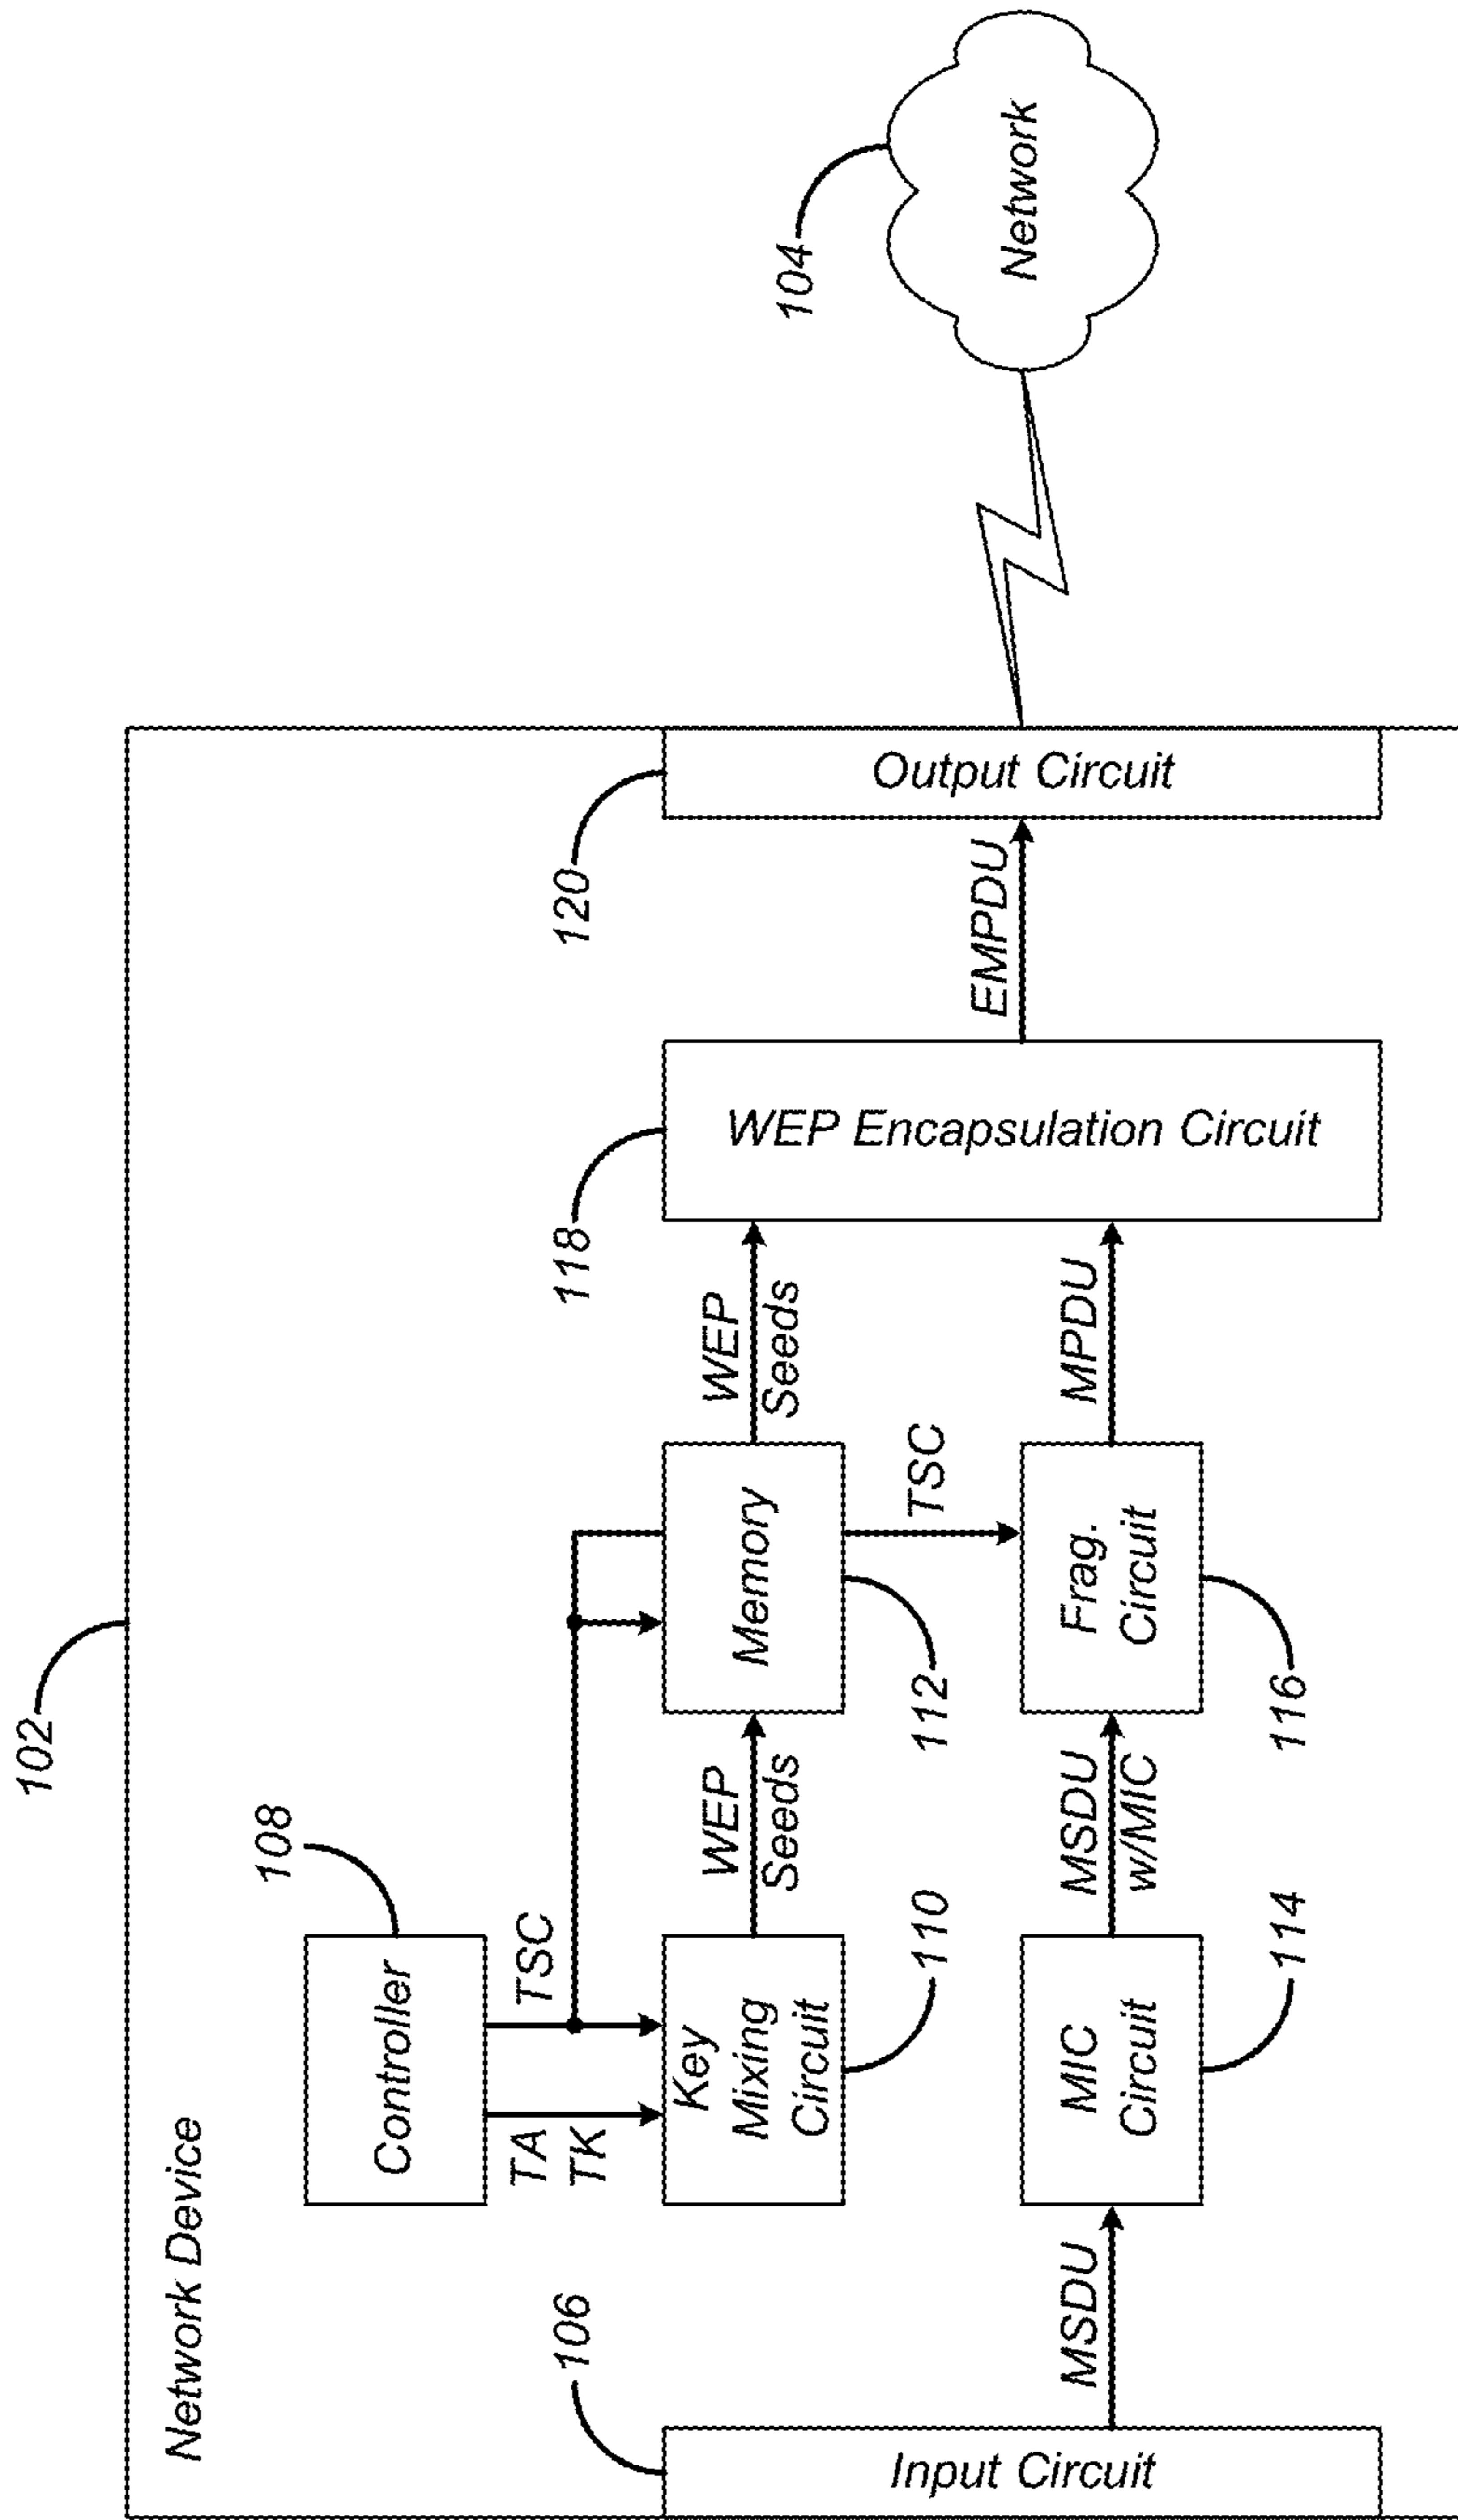 102
Network Device
108
Controller
TA
TK
TSC
106
Input Circuit
Key
Mixing
Circuit
110
WEP
Seeds
Memory
112
WEP
Seeds
TSC
MSDU
MIC
Circuit
114
MSDU
w/MIC
Frag.
Circuit
116
MPDU
118
WEP Encapsulation Circuit
EMPDU
120
Output Circuit
104
Network